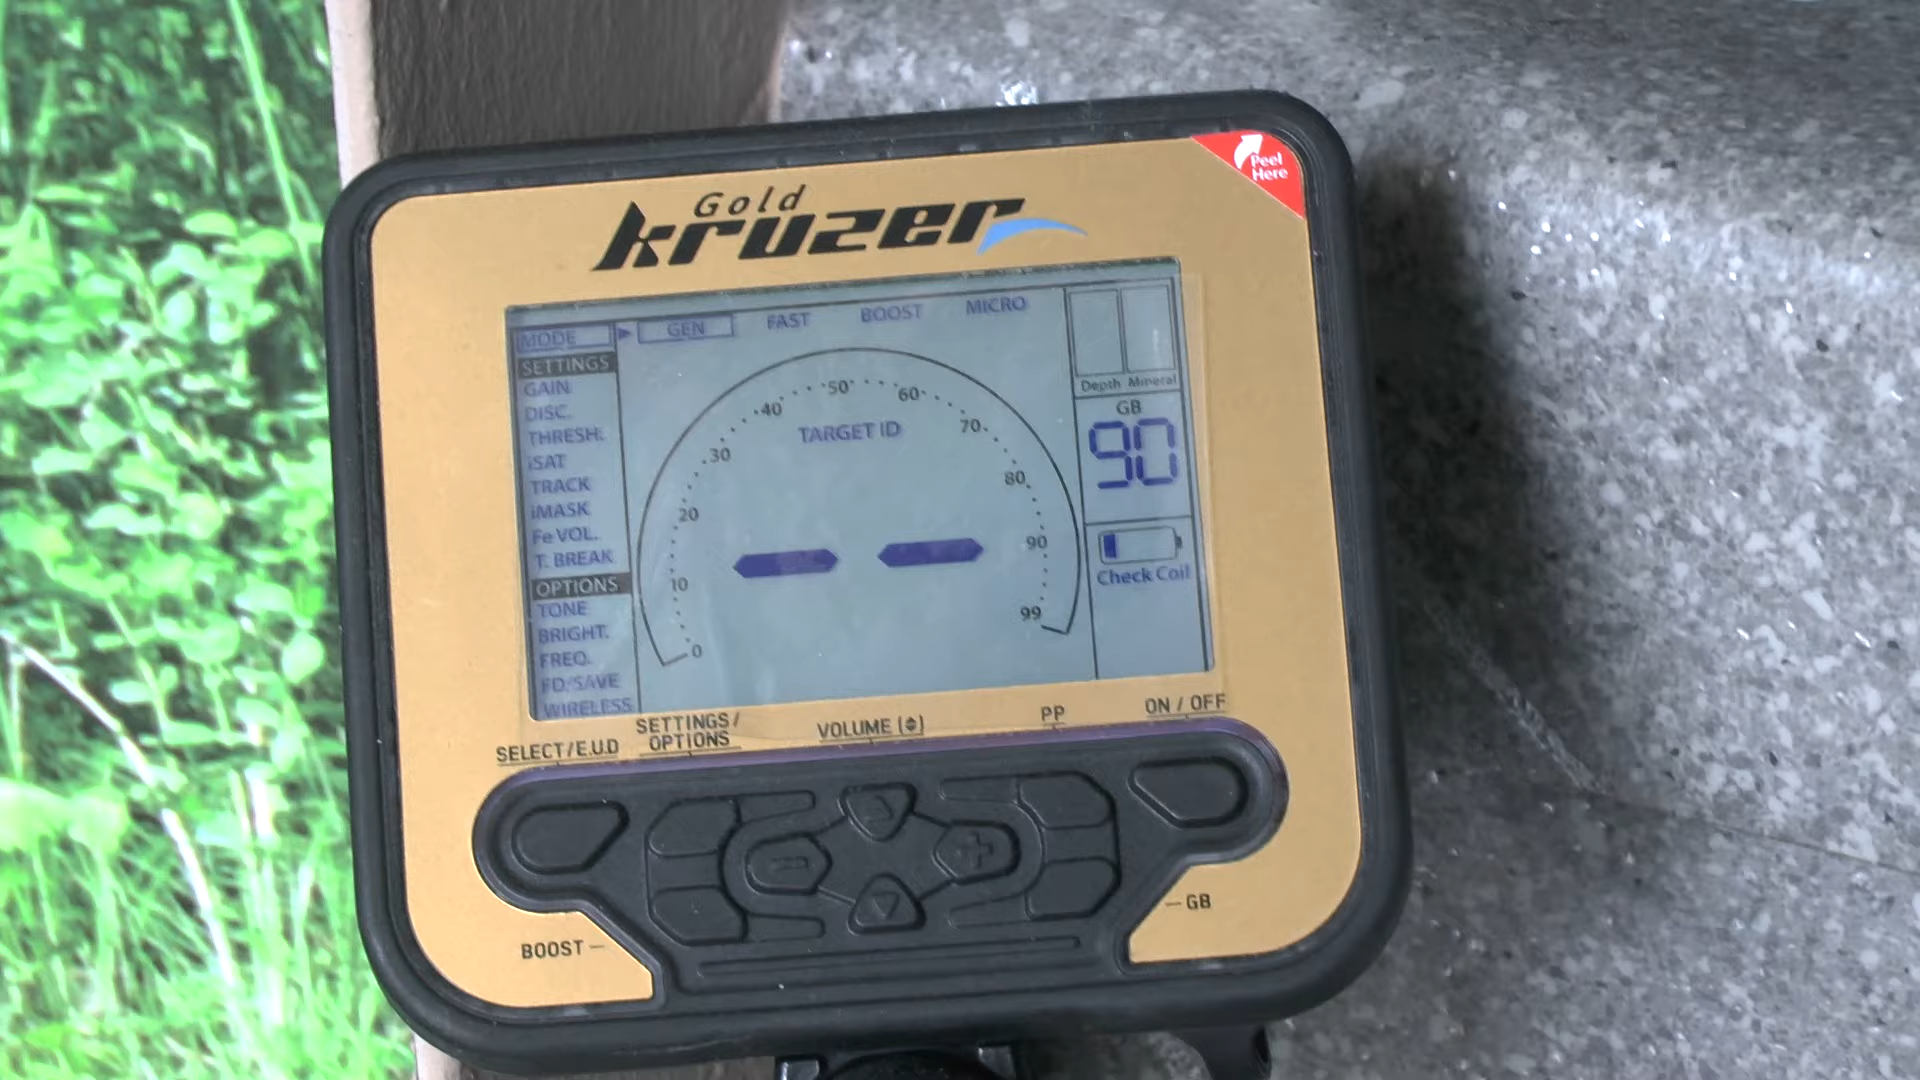 Peel
Here
Gold
kruzer
MODE ▶ GEN FAST BOOST MICRO
SETTINGS
GAIN
DISC.
THRESH.
iSAT
TRACK
iMASK
Fe VOL.
T. BREAK
OPTIONS
TONE
BRIGHT.
FREQ.
FD/SAVE
WIRELESS
TARGET ID
0
10
20
30
40
50
60
70
80
90
99
Depth Mineral
GB
90
Check Coil
SELECT/E.U.D
SETTINGS/
OPTIONS
VOLUME
PP
ON / OFF
BOOST
GB